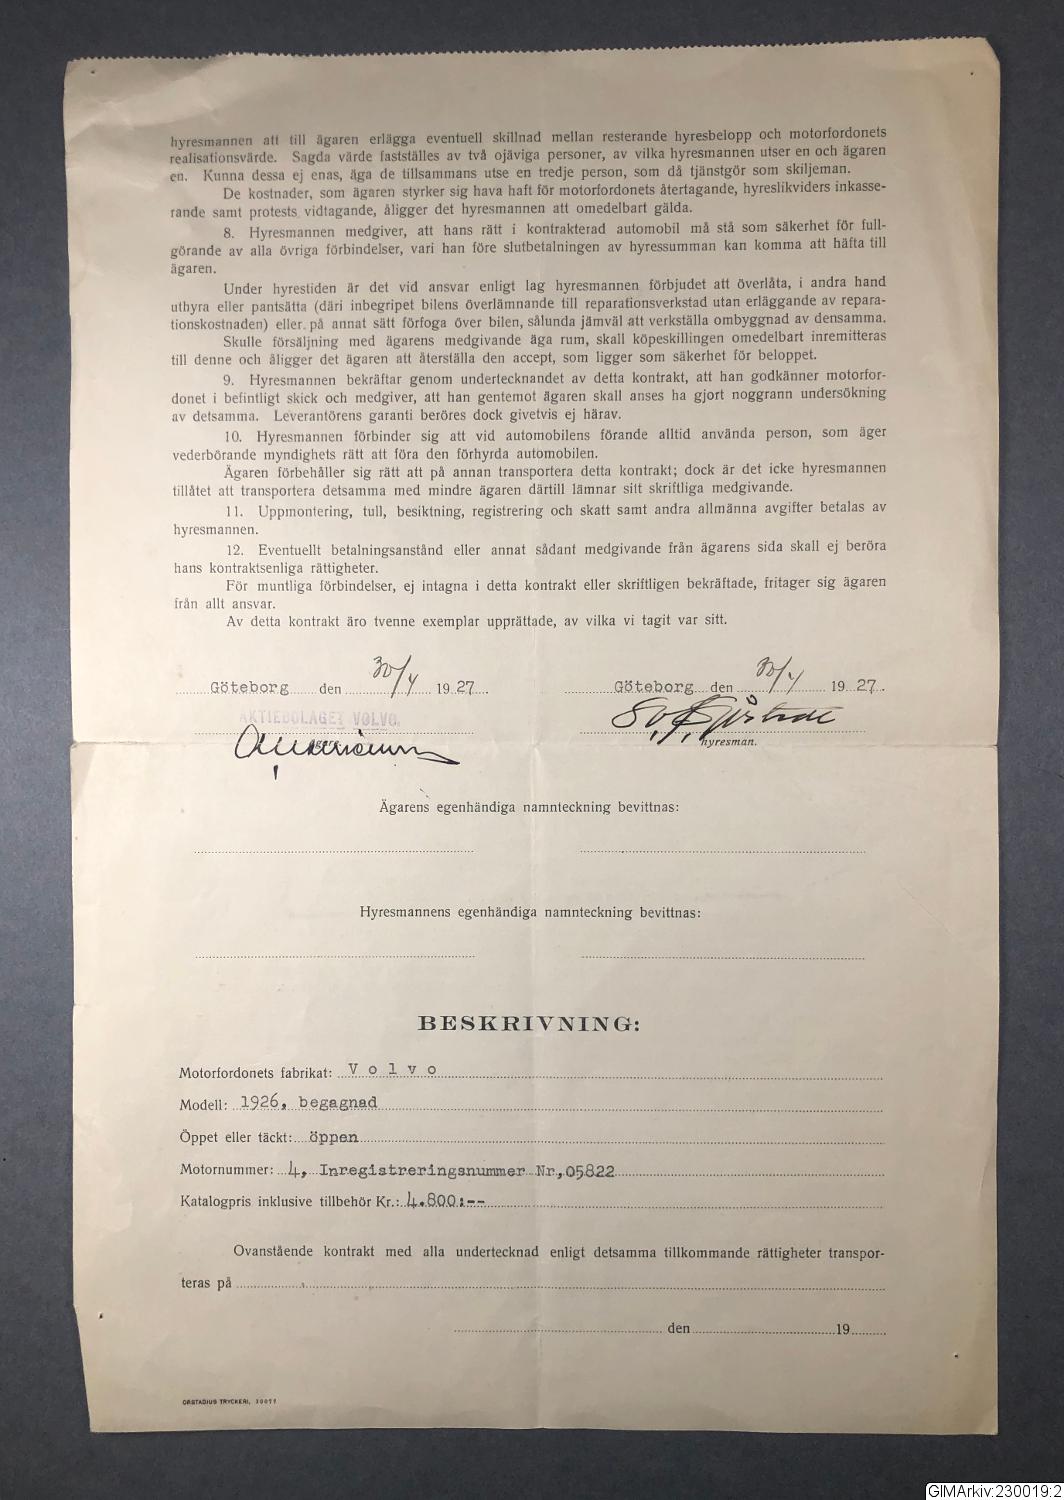 hyresmannen att till ägaren erlägga eventuell skillnad mellan resterande hyresbelopp och motorfordonets
realisationsvärde. Sagda värde fastställes av två ojäviga personer, av vilka hyresmannen utser en och ägaren
en. Kunna dessa ej enas, äga de tillsammans utse en tredje person, som då tjänstgör som skiljeman.
De kostnader, som ägaren styrker sig hava haft för motorfordonets återtagande, hyreslikviders inkasse-
rande samt protests vidtagande, åligger det hyresmannen att omedelbart gälda.
8. Hyresmannen medgiver, att hans rätt i kontrakterad automobil må stå som säkerhet för full-
görande av alla övriga förbindelser, vari han före slutbetalningen av hyressumman kan komma att häfta till
ägaren.
Under hyrestiden är det vid ansvar enligt lag hyresmannen förbjudet att överlåta, i andra hand
uthyra eller pantsätta (däri inbegripet bilens överlämnande till reparationsverkstad utan erläggande av repara-
tionskostnaden) eller på annat sätt förfoga över bilen, sålunda jämväl att verkställa ombyggnad av densamma.
Skulle försäljning med ägarens medgivande äga rum, skall köpeskillingen omedelbart inremitteras
till denne och åligger det ägaren att återställa den accept, som ligger som säkerhet för beloppet.
9. Hyresmannen bekräftar genom undertecknandet av detta kontrakt, att han godkänner motorfor-
donet i befintligt skick och medgiver, att han gentemot ägaren skall anses ha gjort noggrann undersökning
av detsamma. Leverantörens garanti beröres dock givetvis ej härav.
10. Hyresmannen förbinder sig att vid automobilens förande alltid använda person, som äger
vederbörande myndighets rätt att föra den förhyrda automobilen.
Ägaren förbehåller sig rätt att på annan transportera detta kontrakt; dock är det icke hyresmannen
tillåtet att transportera detsamma med mindre ägaren därtill lämnar sitt skriftliga medgivande.
11. Uppmontering, tull, besiktning, registrering och skatt samt andra allmänna avgifter betalas av
hyresmannen.
12. Eventuellt betalningsanstånd eller annat sådant medgivande från ägarens sida skall ej beröra
hans kontraktsenliga rättigheter.
För muntliga förbindelser, ej intagna i detta kontrakt eller skriftligen bekräftade, fritager sig ägaren
från allt ansvar.
Av detta kontrakt äro tvenne exemplar upprättade, av vilka vi tagit var sitt.
Göteborg den 30/4 1927. Göteborg den 30/4 1927.
AKTIEBOLAGET VOLVO.
ägare. hyresman.
Ägarens egenhändiga namnteckning bevittnas:
Hyresmannens egenhändiga namnteckning bevittnas:
BESKRIVNING:
Motorfordonets fabrikat: Volvo
Modell: 1926, begagnad
Öppet eller täckt: öppen
Motornummer: 4, Inregistreringsnummer Nr,05822
Katalogpris inklusive tillbehör Kr.: 4.800:--
Ovanstående kontrakt med alla undertecknad enligt detsamma tillkommande rättigheter transpor-
teras på
den 19
ORSTADIUS TRYCKERI, 30077
GIMArkiv:230019:2